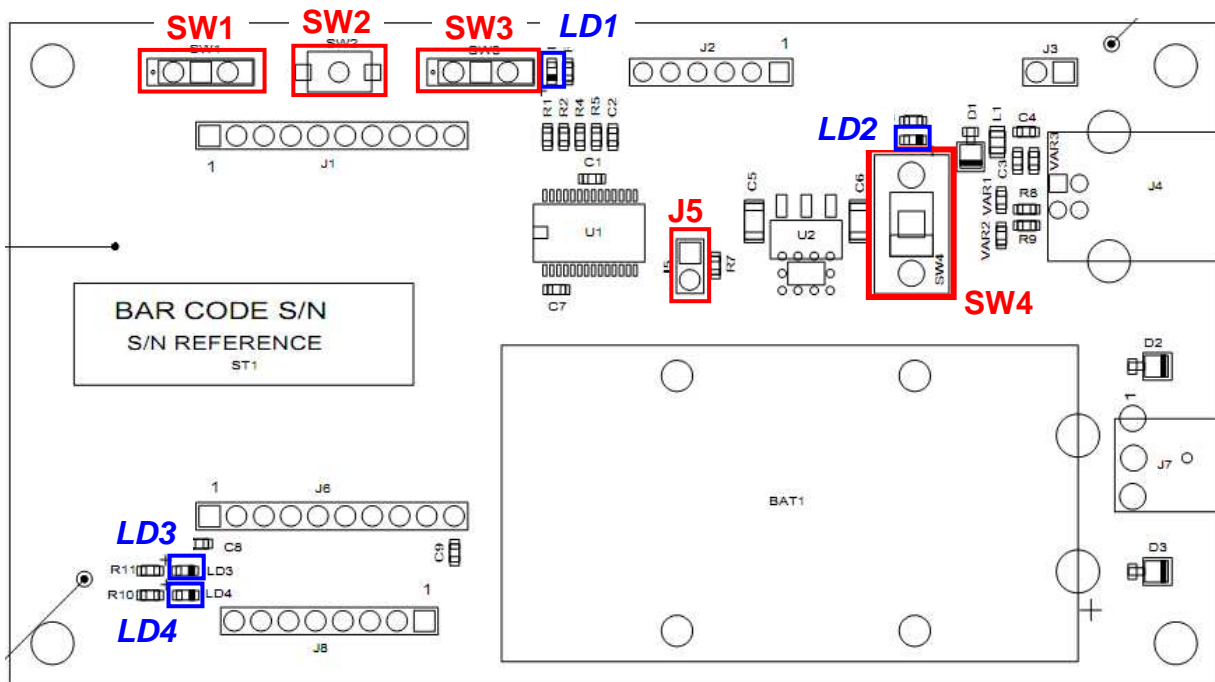 SW1
SW2
SW3
LD1
SW1
SW2
J2
1
J3
R1
R2
R4
R5
C2
LD2
D1
L1
C4
1
J1
C1
C3
VAR3
J4
C5
C6
VAR1
R8
J5
U1
U2
R7
VAR2
R9
SW4
C7
SW4
BAR CODE S/N
S/N REFERENCE
ST1
D2
1
J7
1
J6
BAT1
LD3
C8
C9
R11
LD3
D3
R10
LD4
1
LD4
J8